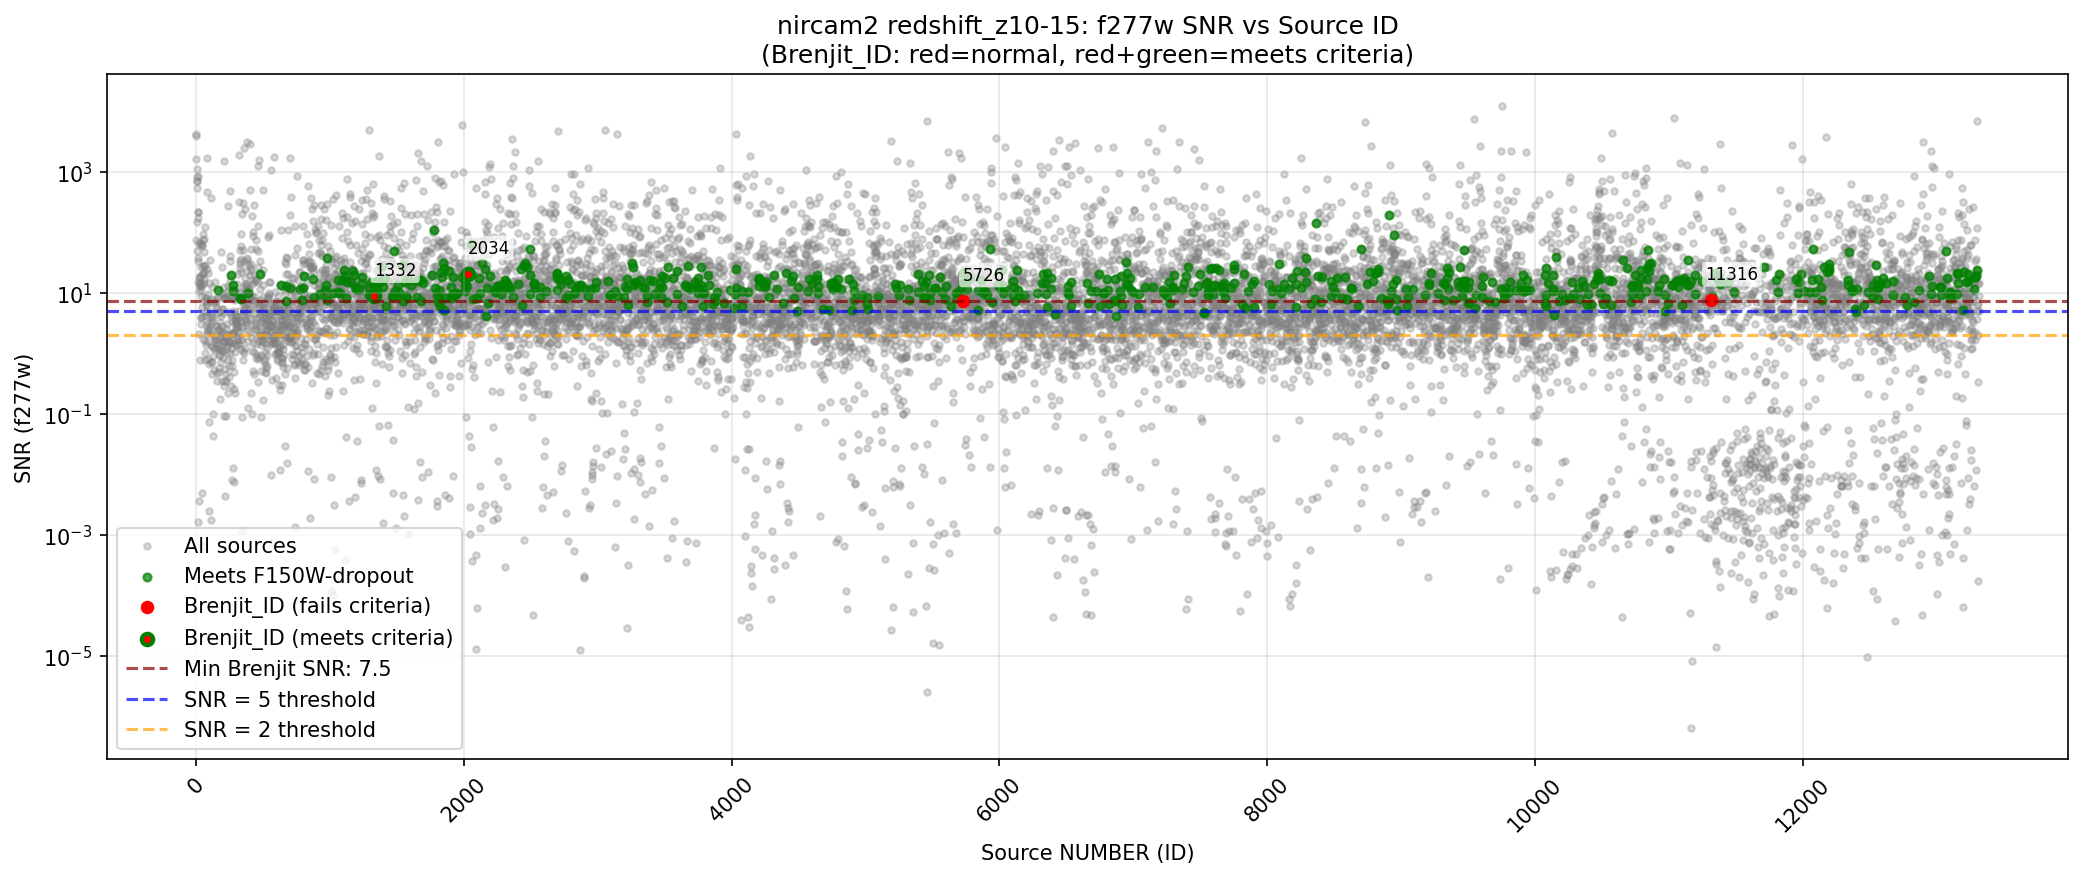 nircam2 redshift_z10-15: f277w SNR vs Source ID
(Brenjit_ID: red=normal, red+green=meets criteria)
SNR (f277w)
10^3
10^1
10^-1
10^-3
10^-5
1332
2034
5726
11316
All sources
Meets F150W-dropout
Brenjit_ID (fails criteria)
Brenjit_ID (meets criteria)
Min Brenjit SNR: 7.5
SNR = 5 threshold
SNR = 2 threshold
0
2000
4000
6000
8000
10000
12000
Source NUMBER (ID)